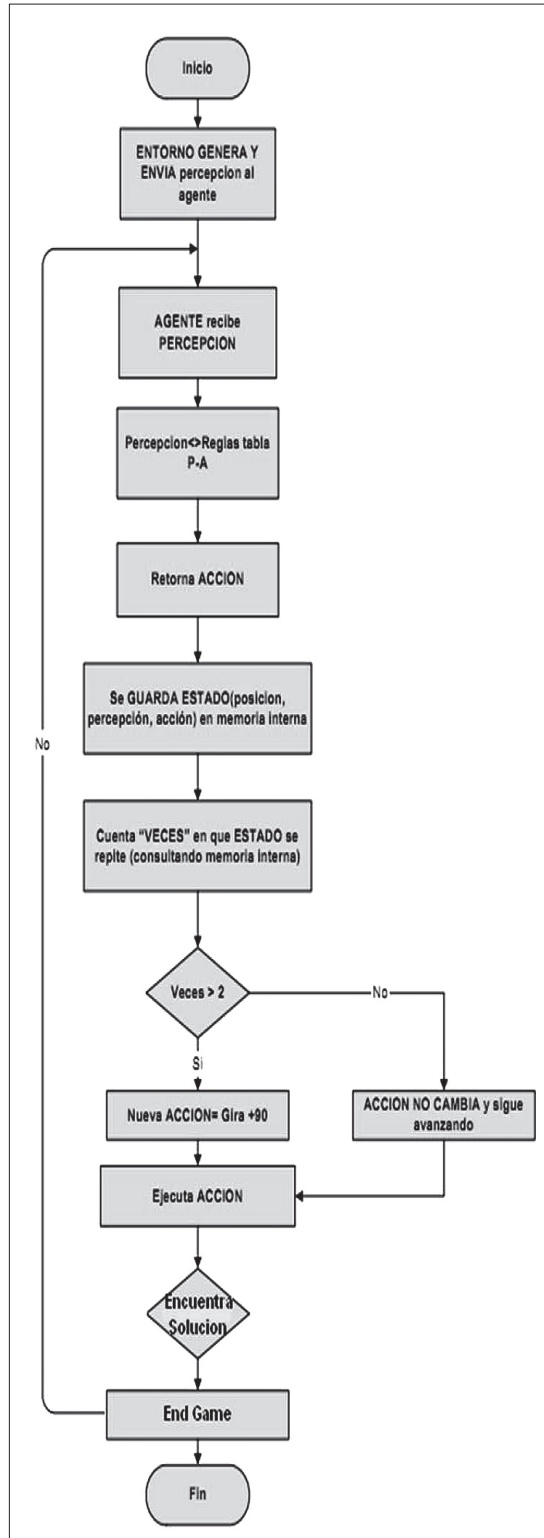 Inicio
ENTORNO GENERA Y
ENVIA percepcion al
agente
AGENTE recibe
PERCEPCION
Percepcion<>Reglas tabla
P-A
Retorna ACCION
Se GUARDA ESTADO(posicion,
percepción, acción) en memoria interna
No
Cuenta “VECES” en que ESTADO se
repite (consultando memoria interna)
Veces > 2
No
Si
Nueva ACCION= Gira +90
ACCION NO CAMBIA y sigue
avanzando
Ejecuta ACCION
Encuentra
Solucion
End Game
Fin